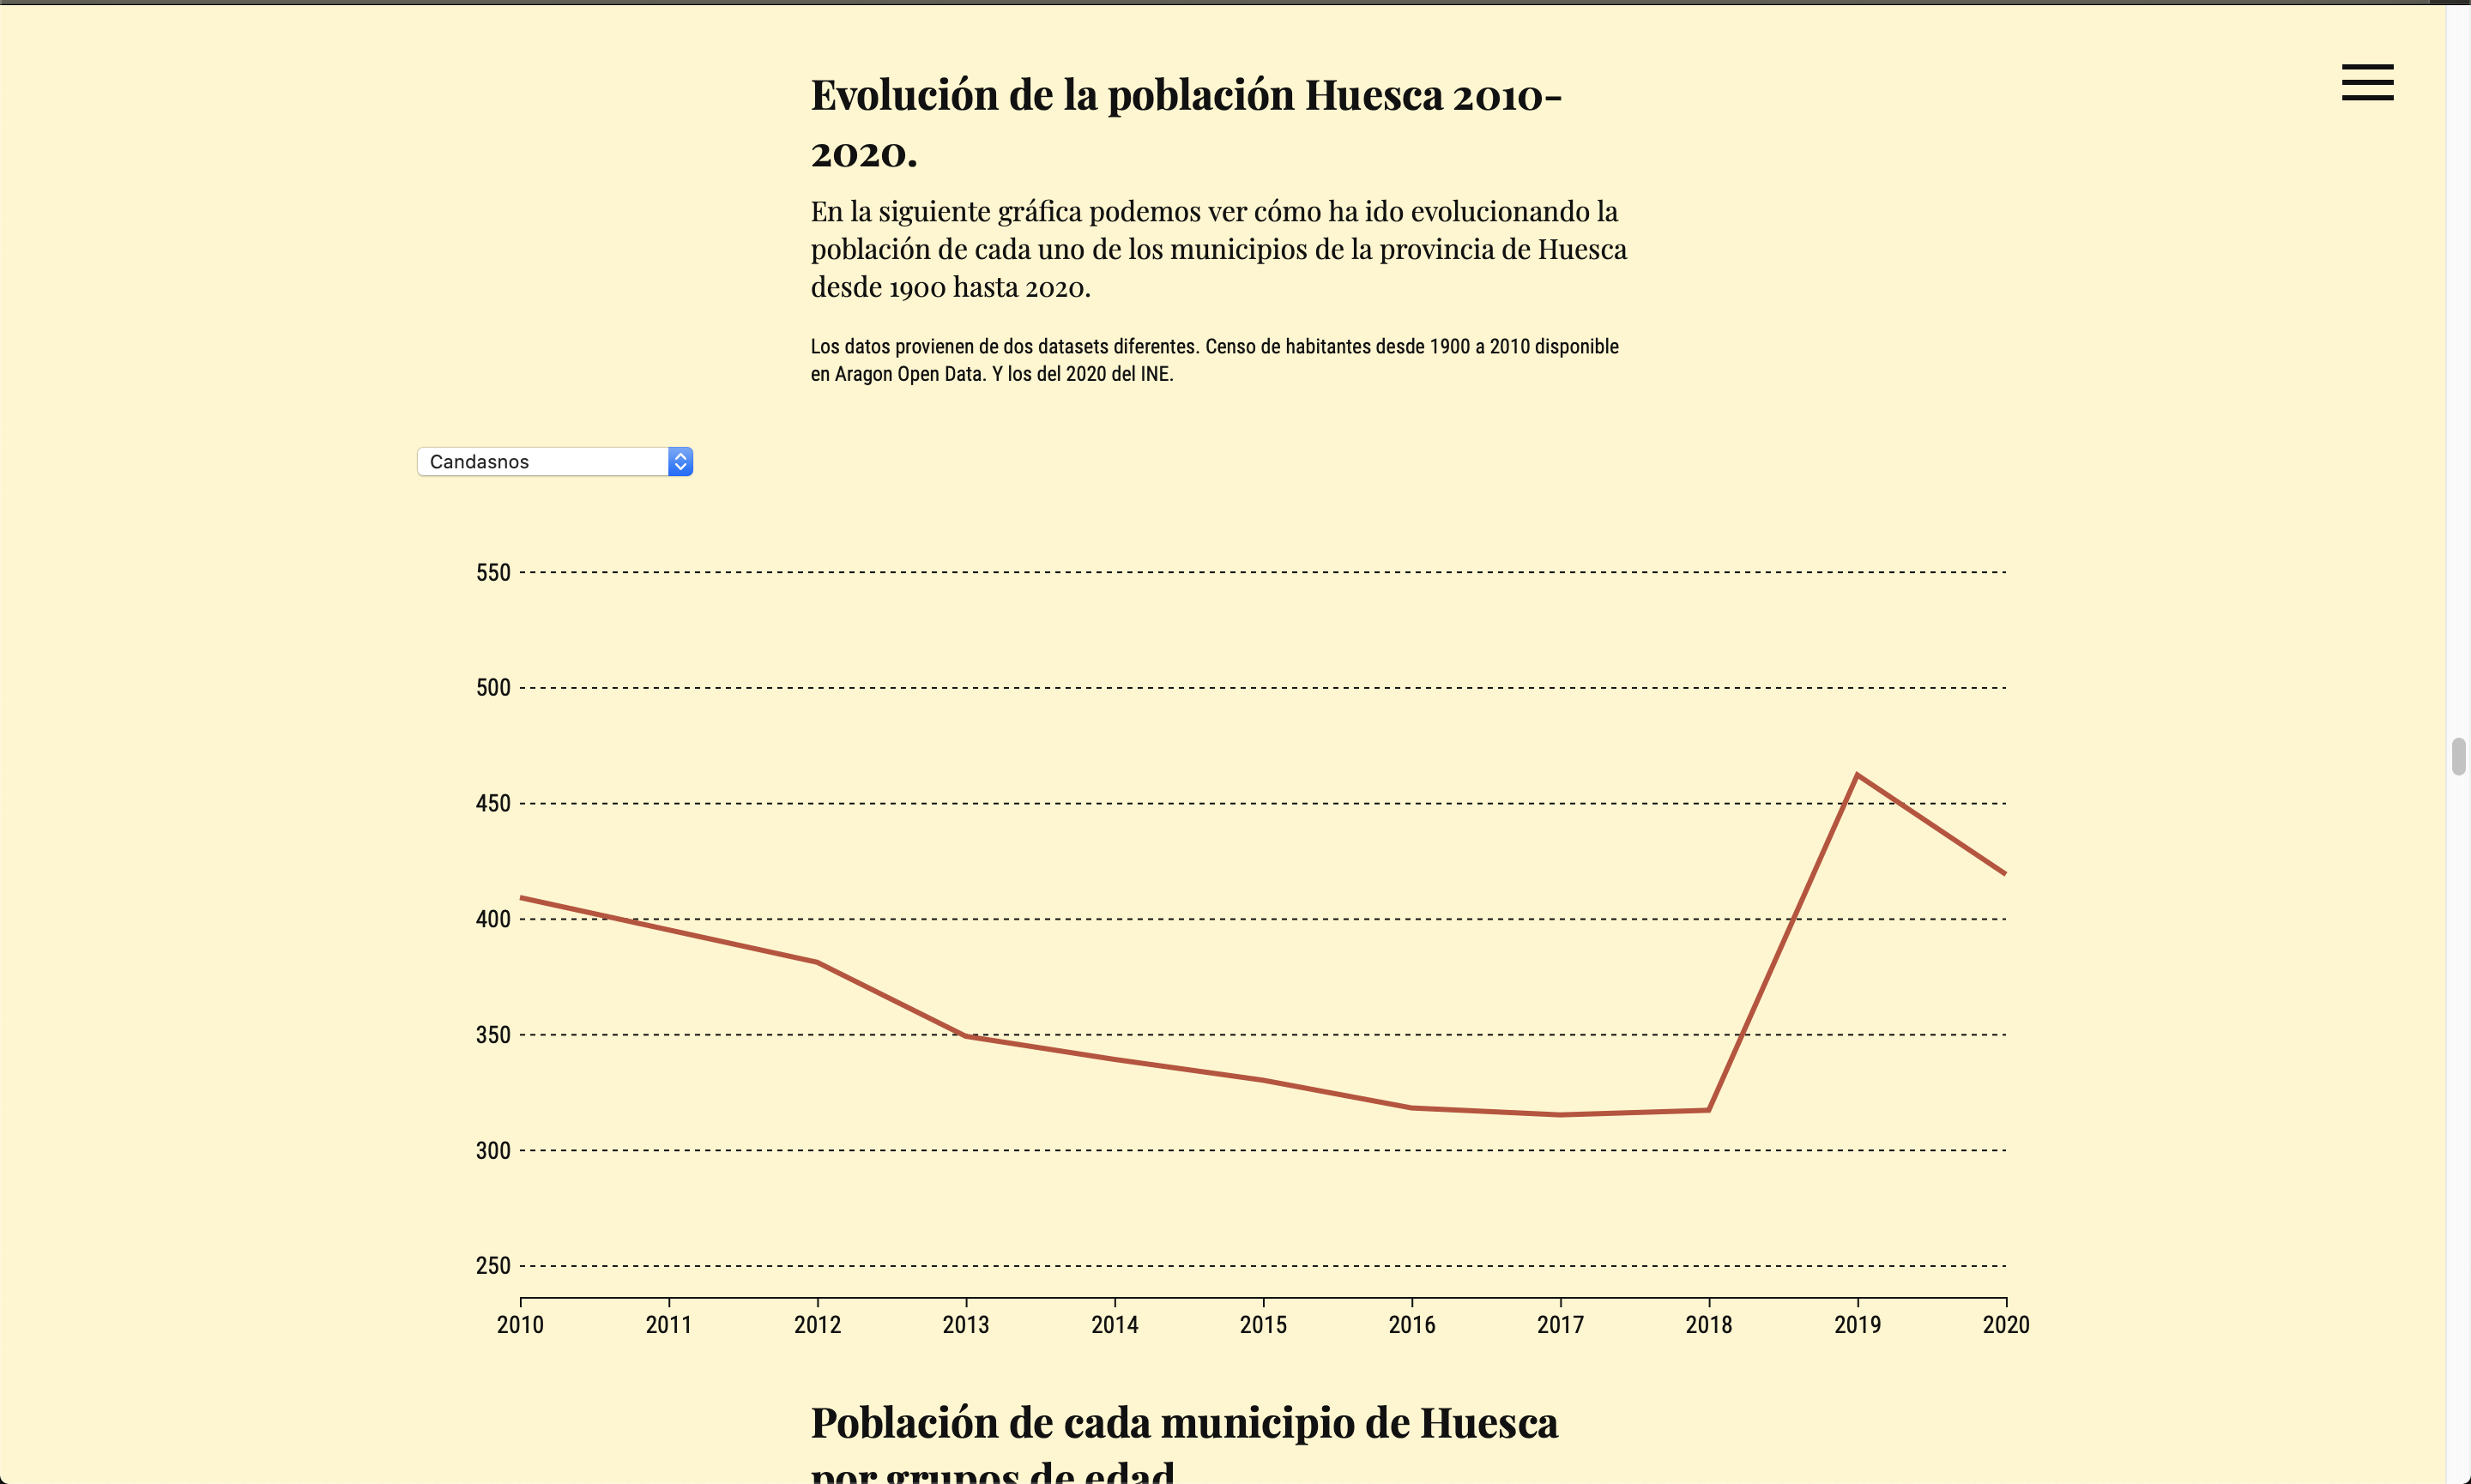 Evolución de la población Huesca 2010-
2020.
En la siguiente gráfica podemos ver cómo ha ido evolucionando la
población de cada uno de los municipios de la provincia de Huesca
desde 1900 hasta 2020.
Los datos provienen de dos datasets diferentes. Censo de habitantes desde 1900 a 2010 disponible
en Aragon Open Data. Y los del 2020 del INE.
Candasnos
550
500
450
400
350
300
250
2010 2011 2012 2013 2014 2015 2016 2017 2018 2019 2020
Población de cada municipio de Huesca
por grupos de edad